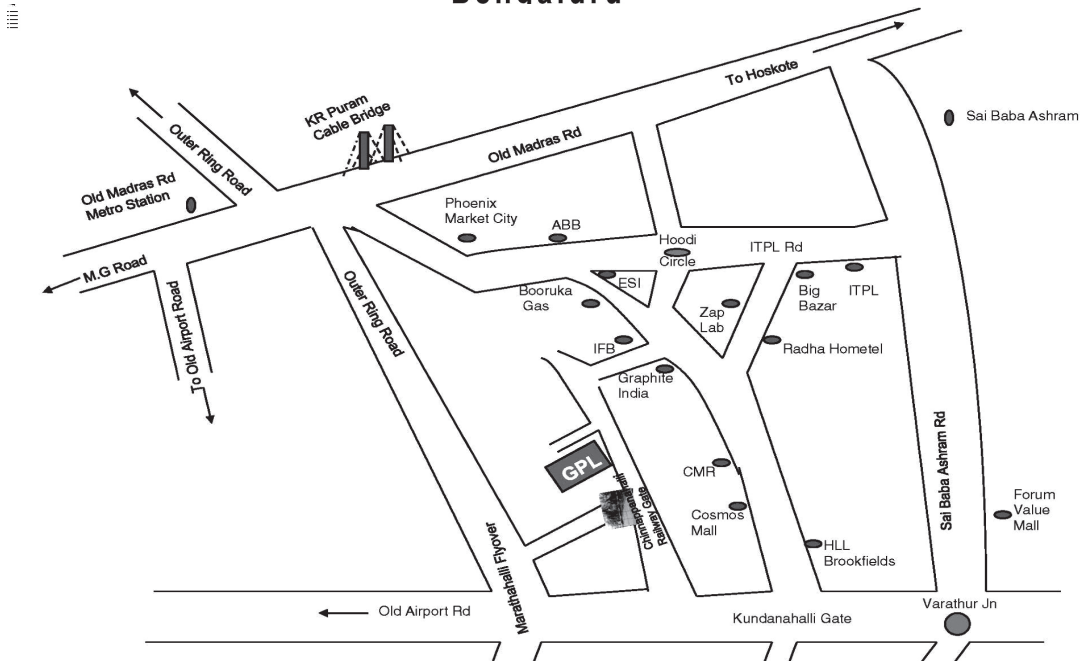 To Hoskote
KR Puram
Cable Bridge
Sai Baba Ashram
Outer Ring Road
Old Madras Rd
Old Madras Rd
Metro Station
Phoenix
Market City
ABB
Hoodi
Circle
ITPL Rd
M.G Road
To Old Airport Road
Outer Ring Road
Booruka
Gas
ESI
Zap
Lab
Big
Bazar
ITPL
IFB
Radha Hometel
Graphite
India
GPL
CMR
Chinnappanahalli
Railway Gate
Cosmos
Mall
Sai Baba Ashram Rd
Forum
Value
Mall
HLL
Brookfields
Marathahalli Flyover
Old Airport Rd
Kundanahalli Gate
Varathur Jn